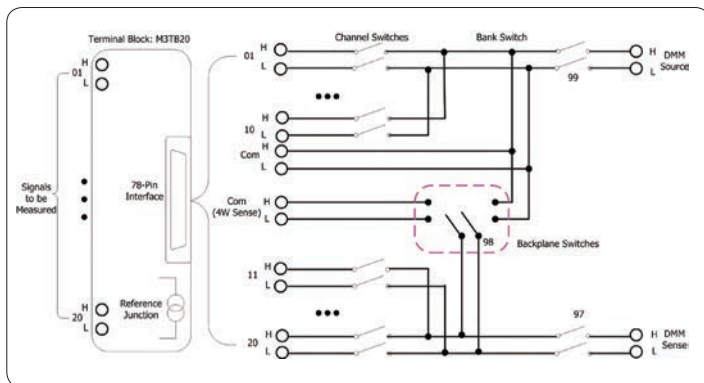 Terminal Block: M3TB20
H
01
L
Signals
to be
Measured
78-Pin
Interface
Reference
Junction
H
20
L
H
01
L
Channel Switches
Bank Switch
99
H
DMM
Source
L
H
10
L
Com
H
L
Com
(4W Sense)
H
L
98
Backplane Switches
11
H
L
20
H
L
97
H
DMM
Sense
L